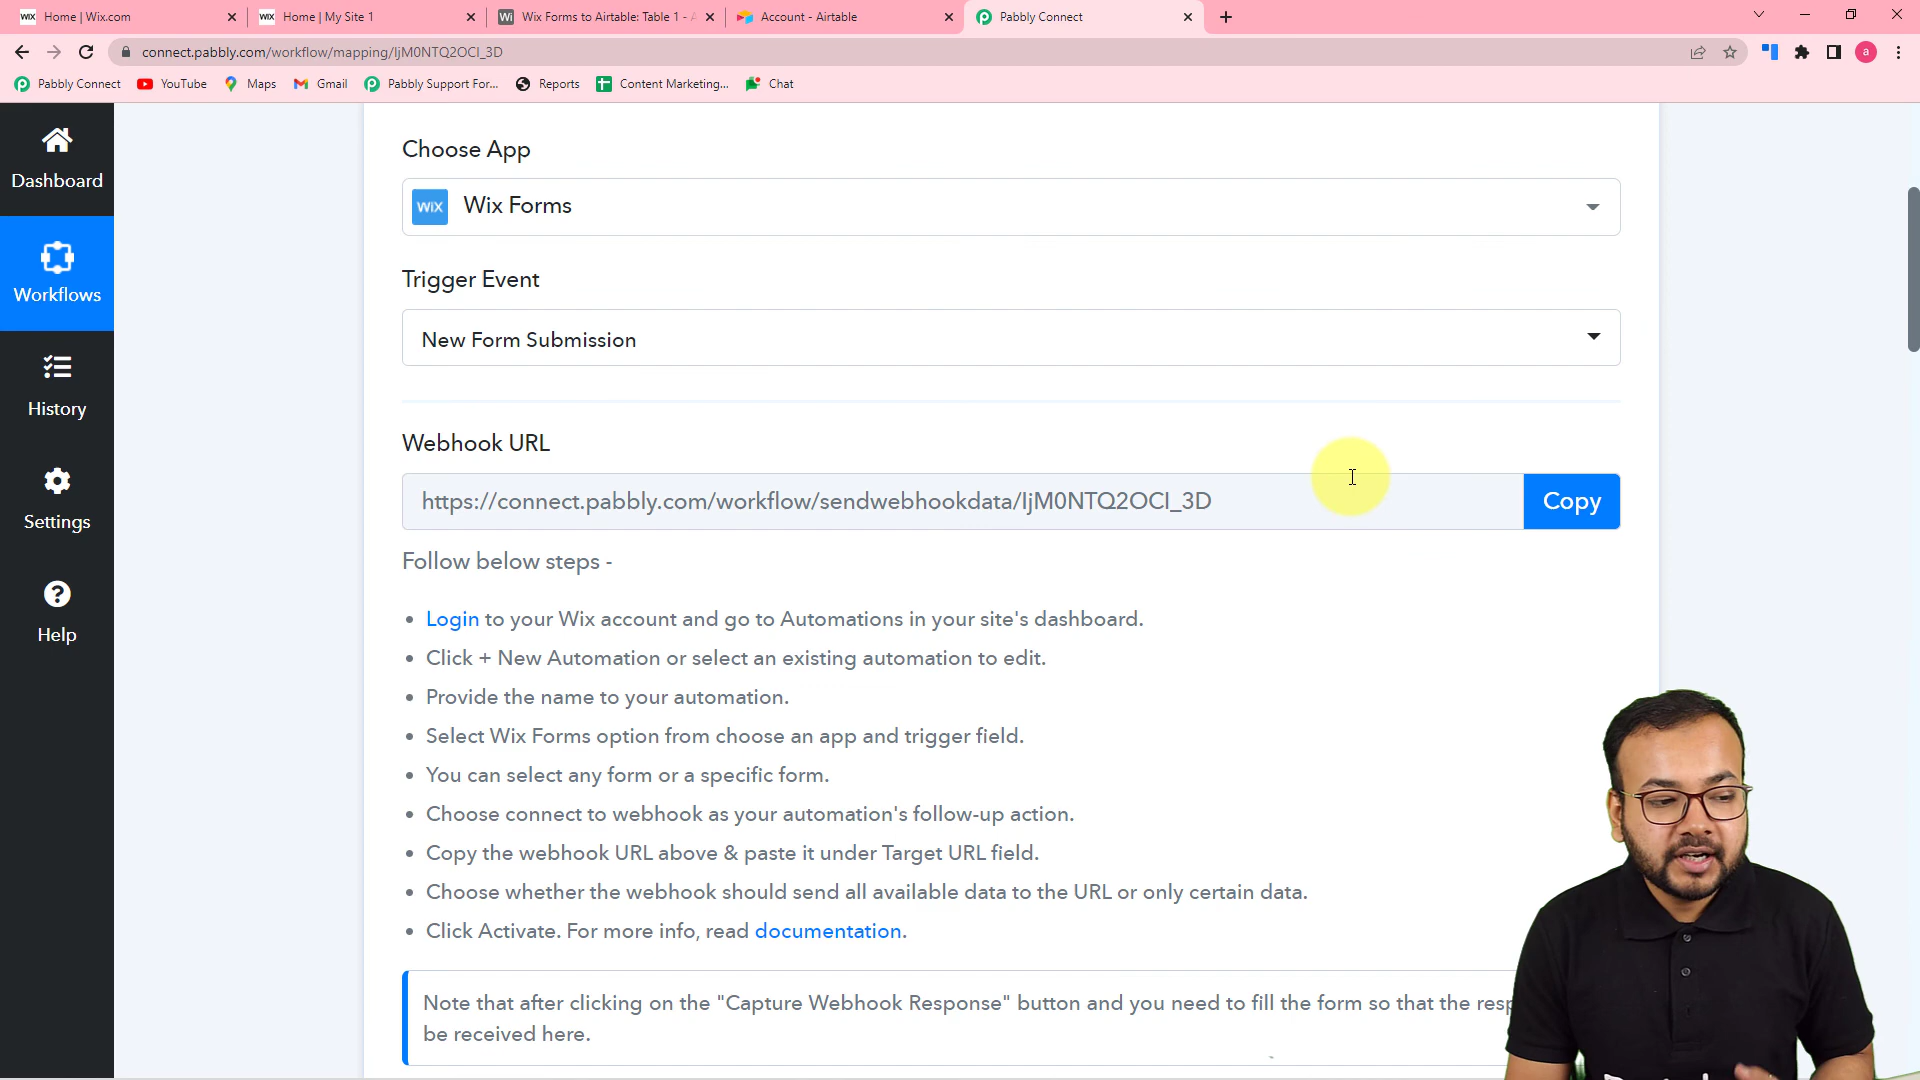 WIX Home | Wix.com
WIX Home | My Site 1
Wi Wix Forms to Airtable: Table 1 - A
Account - Airtable
Pabbly Connect
connect.pabbly.com/workflow/mapping/IjM0NTQ2OCI_3D
a
Pabbly Connect
YouTube
Maps
Gmail
Pabbly Support For...
Reports
Content Marketing...
Chat
Dashboard
Workflows
History
Settings
Help
Choose App
WIX Wix Forms
Trigger Event
New Form Submission
Webhook URL
https://connect.pabbly.com/workflow/sendwebhookdata/IjM0NTQ2OCI_3D
Copy
Follow below steps -
• Login to your Wix account and go to Automations in your site's dashboard.
• Click + New Automation or select an existing automation to edit.
• Provide the name to your automation.
• Select Wix Forms option from choose an app and trigger field.
• You can select any form or a specific form.
• Choose connect to webhook as your automation's follow-up action.
• Copy the webhook URL above & paste it under Target URL field.
• Choose whether the webhook should send all available data to the URL or only certain data.
• Click Activate. For more info, read documentation.
Note that after clicking on the "Capture Webhook Response" button and you need to fill the form so that the resp
be received here.